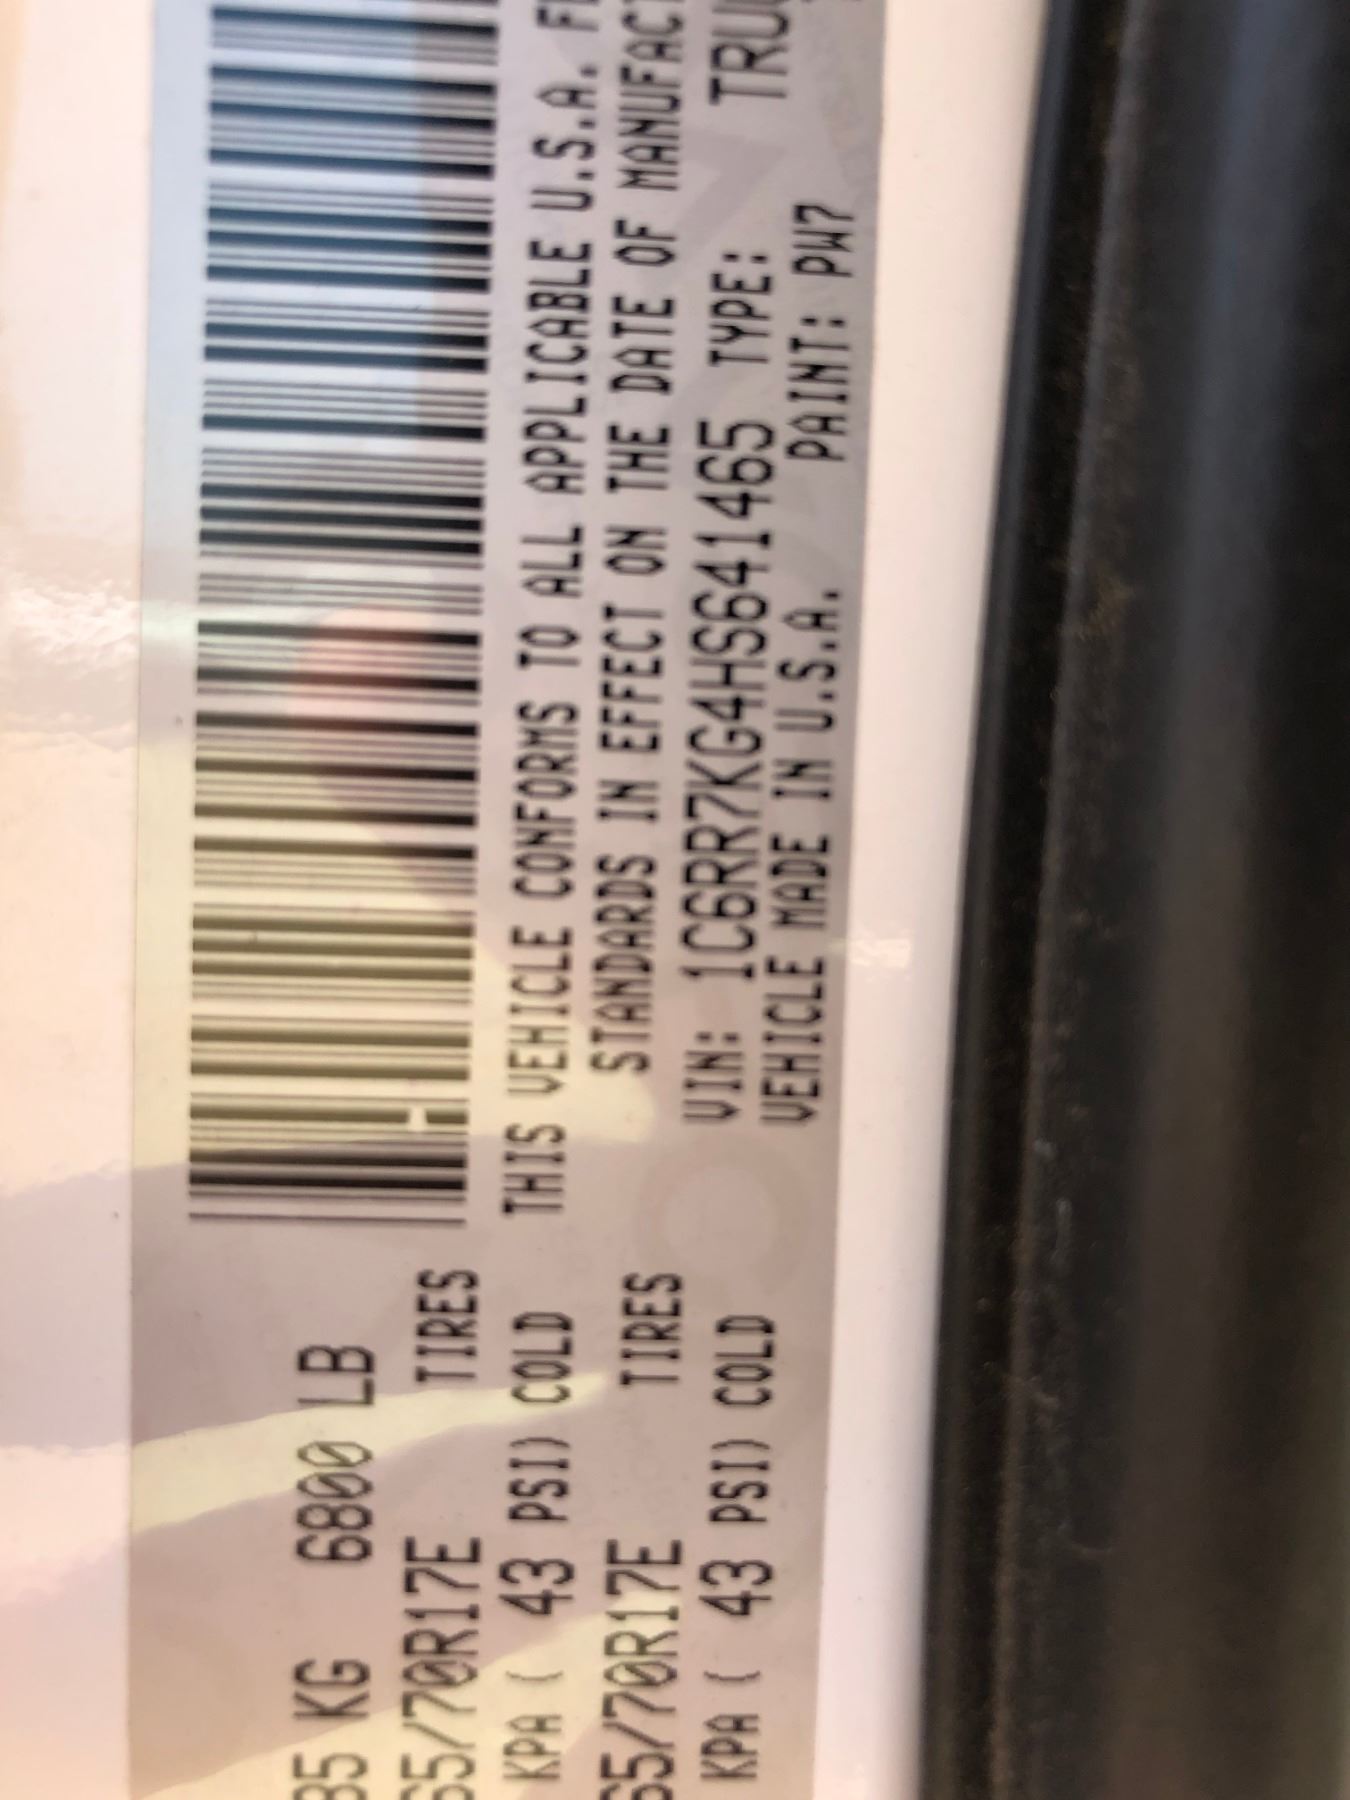 85 KG 6800 LB
65/70R17E TIRES
KPA ( 43 PSI) COLD
65/70R17E TIRES
KPA ( 43 PSI) COLD
THIS VEHICLE CONFORMS TO ALL APPLICABLE U.S.A.
STANDARDS IN EFFECT ON THE DATE OF MANUFACT
VIN: 1C6RR7KG4HS641465 TYPE: TRUC
VEHICLE MADE IN U.S.A. PAINT: PW7